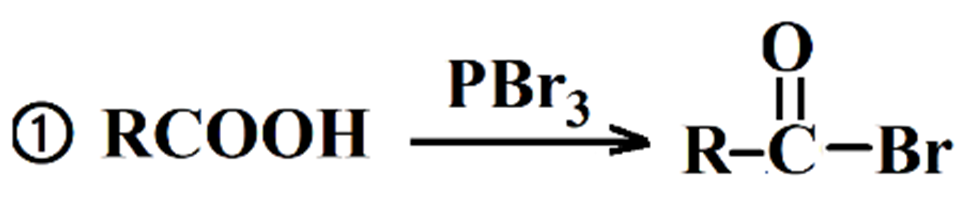 ① RCOOH PBr₃ R–C(=O)–Br